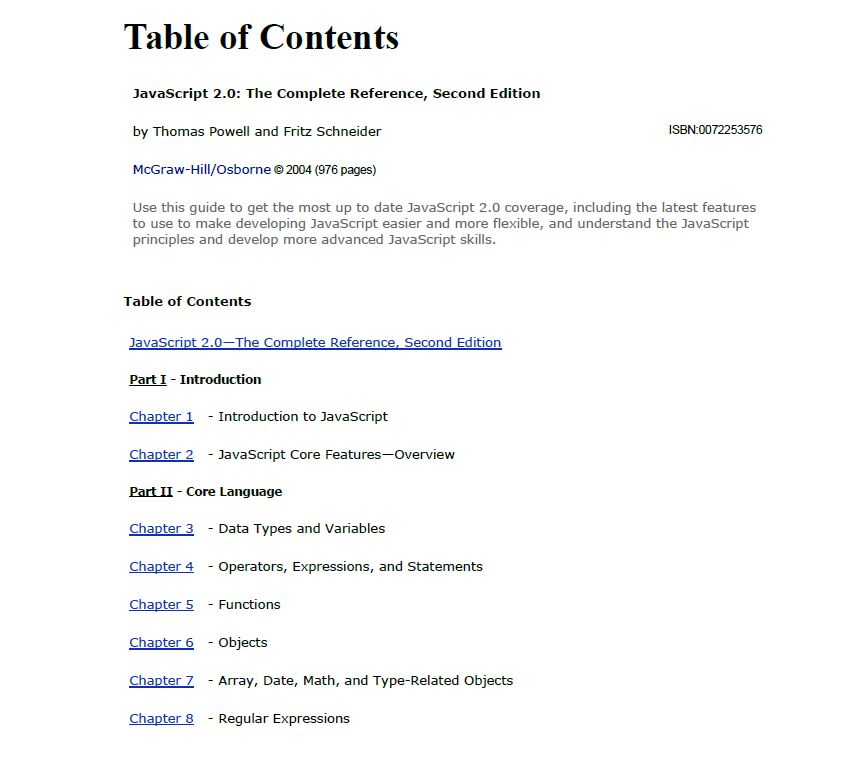 Table of Contents
JavaScript 2.0: The Complete Reference, Second Edition
by Thomas Powell and Fritz Schneider ISBN:0072253576
McGraw-Hill/Osborne © 2004 (976 pages)
Use this guide to get the most up to date JavaScript 2.0 coverage, including the latest features
to use to make developing JavaScript easier and more flexible, and understand the JavaScript
principles and develop more advanced JavaScript skills.
Table of Contents
JavaScript 2.0—The Complete Reference, Second Edition
Part I - Introduction
Chapter 1 - Introduction to JavaScript
Chapter 2 - JavaScript Core Features—Overview
Part II - Core Language
Chapter 3 - Data Types and Variables
Chapter 4 - Operators, Expressions, and Statements
Chapter 5 - Functions
Chapter 6 - Objects
Chapter 7 - Array, Date, Math, and Type-Related Objects
Chapter 8 - Regular Expressions